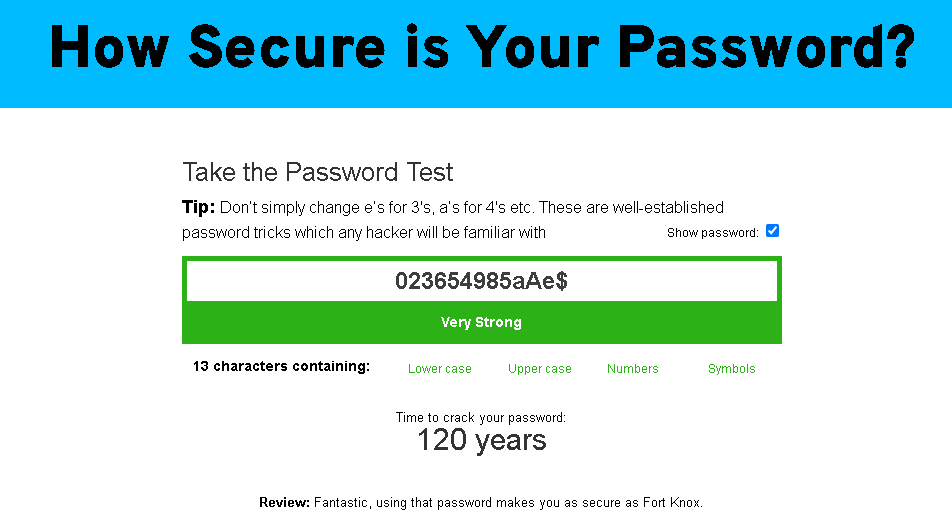 How Secure is Your Password?
Take the Password Test
Tip: Don't simply change e's for 3's, a's for 4's etc. These are well-established
password tricks which any hacker will be familiar with
Show password:
023654985aAe$
Very Strong
13 characters containing: Lower case Upper case Numbers Symbols
Time to crack your password:
120 years
Review: Fantastic, using that password makes you as secure as Fort Knox.